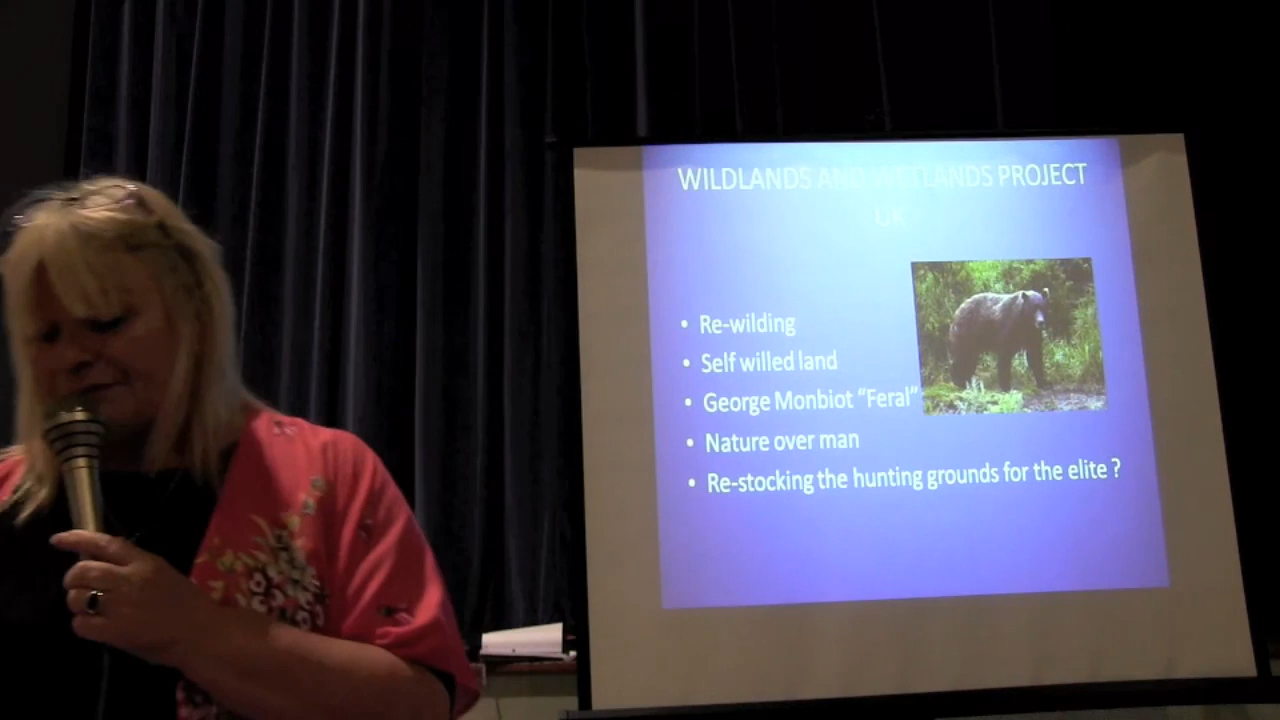 WILDLANDS AND WETLANDS PROJECT
UK
• Re-wilding
• Self willed land
• George Monbiot “Feral”
• Nature over man
• Re-stocking the hunting grounds for the elite ?